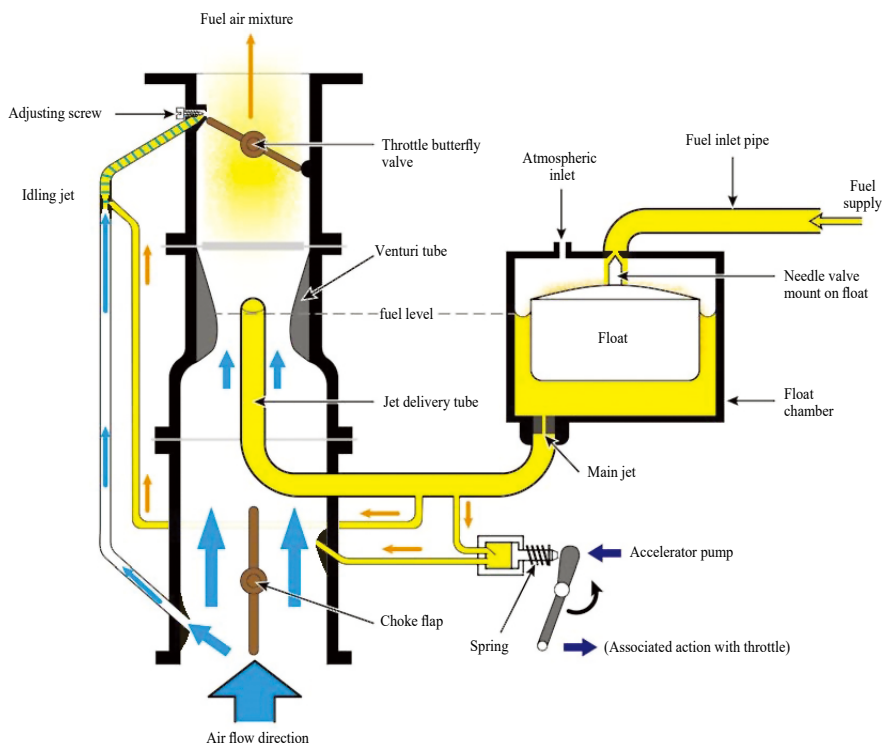 Fuel air mixture
Adjusting screw
Throttle butterfly
valve
Idling jet
Atmospheric
inlet
Fuel inlet pipe
Fuel
supply
Venturi tube
Needle valve
mount on float
fuel level
Float
Jet delivery tube
Float
chamber
Main jet
Accelerator pump
Choke flap
Spring
(Associated action with throttle)
Air flow direction